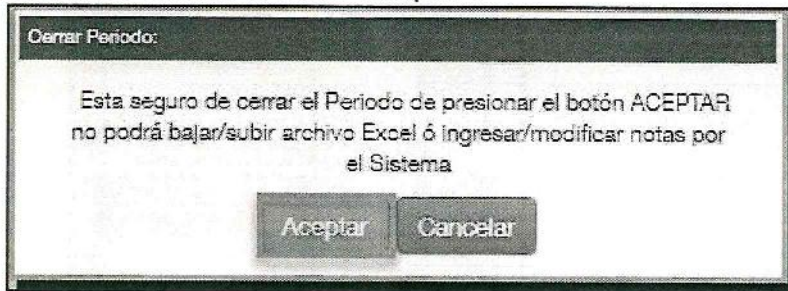 Cerrar Periodo:
Esta seguro de cerrar el Periodo de presionar el botón ACEPTAR
no podrá bajar/subir archivo Excel ó ingresar/modificar notas por
el Sistema
Aceptar Cancelar